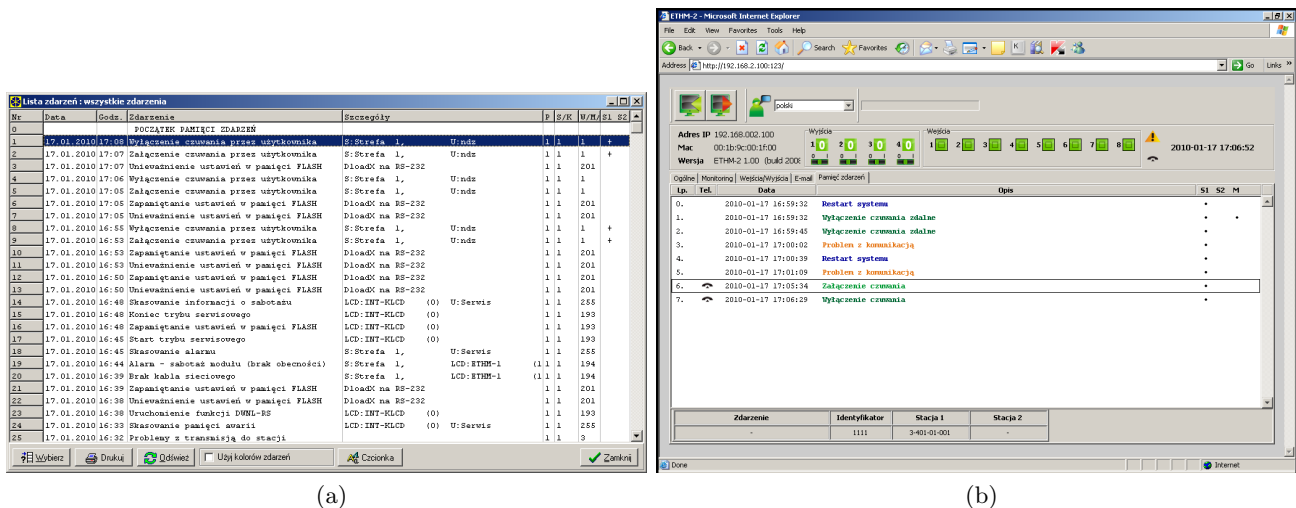 Lista zdarzeń : wszystkie zdarzenia
Nr Data Godz. Zdarzenie Szczegóły P S/K W/M/ S1 S2
0 POCZĄTEK PAMIĘCI ZDARZEŃ
1 17.01.2010 17:08 Wyłączenie czuwania przez użytkownika S:Strefa 1, U:ndz 1 1 1 +
2 17.01.2010 17:07 Załączenie czuwania przez użytkownika S:Strefa 1, U:ndz 1 1 1 +
3 17.01.2010 17:06 Zapamiętanie ustawień w pamięci FLASH DloadX na RS-232 1 1 201
4 17.01.2010 17:06 Wyłączenie czuwania przez użytkownika S:Strefa 1, U:ndz 1 1 1
5 17.01.2010 17:05 Załączenie czuwania przez użytkownika S:Strefa 1, U:ndz 1 1 1
6 17.01.2010 17:05 Zapamiętanie ustawień w pamięci FLASH DloadX na RS-232 1 1 201
7 17.01.2010 17:05 Unieważnienie ustawień w pamięci FLASH DloadX na RS-232 1 1 201
8 17.01.2010 16:55 Wyłączenie czuwania przez użytkownika S:Strefa 1, U:ndz 1 1 1 +
9 17.01.2010 16:53 Załączenie czuwania przez użytkownika S:Strefa 1, U:ndz 1 1 1 +
10 17.01.2010 16:53 Zapamiętanie ustawień w pamięci FLASH DloadX na RS-232 1 1 201
11 17.01.2010 16:53 Unieważnienie ustawień w pamięci FLASH DloadX na RS-232 1 1 201
12 17.01.2010 16:50 Zapamiętanie ustawień w pamięci FLASH DloadX na RS-232 1 1 201
13 17.01.2010 16:50 Unieważnienie ustawień w pamięci FLASH DloadX na RS-232 1 1 201
14 17.01.2010 16:48 Skasowanie informacji o sabotażu LCD:INT-KLCD (0) U:Serwis 1 1 255
15 17.01.2010 16:48 Koniec trybu serwisowego LCD:INT-KLCD (0) 1 1 193
16 17.01.2010 16:48 Zapamiętanie ustawień w pamięci FLASH LCD:INT-KLCD (0) 1 1 193
17 17.01.2010 16:45 Start trybu serwisowego LCD:INT-KLCD (0) 1 1 193
18 17.01.2010 16:45 Skasowanie alarmu S:Strefa 1, U:Serwis 1 1 255
19 17.01.2010 16:44 Alarm - sabotaż modułu (brak obecności) S:Strefa 1, LCD:ETHM-1 (1 1 1 194
20 17.01.2010 16:39 Brak kabla sieciowego S:Strefa 1, LCD:ETHM-1 (1 1 1 194
21 17.01.2010 16:39 Zapamiętanie ustawień w pamięci FLASH DloadX na RS-232 1 1 201
22 17.01.2010 16:38 Unieważnienie ustawień w pamięci FLASH DloadX na RS-232 1 1 201
23 17.01.2010 16:38 Uruchomienie funkcji DWNL-RS LCD:INT-KLCD (0) 1 1 193
24 17.01.2010 16:33 Skasowanie pamięci awarii LCD:INT-KLCD (0) U:Serwis 1 1 255
25 17.01.2010 16:32 Problemy z transmisją do stacji 1 1 3
Wybierz Drukuj Odśwież Użyj kolorów zdarzeń Czcionka Zamknij
(a)
ETHM-2 - Microsoft Internet Explorer
File Edit View Favorites Tools Help
Back Search Favorites
Address http://192.168.2.100:123/ Go Links »
polski
Adres IP 192.168.002.100
Mac 00:1b:9c:00:1f:00
Wersja ETHM-2 1.00 (build 2008
Wyjścia
1 0 2 0 3 0 4 0
0 1 0 1 0 1 0 1
Wejścia
1 2 3 4 5 6 7 8
2010-01-17 17:06:52
Ogólne Monitoring Wejścia/Wyjścia E-mail Pamięć zdarzeń
Lp. Tel. Data Opis S1 S2 M
0. 2010-01-17 16:59:32 Restart systemu •
1. 2010-01-17 16:59:32 Wyłączenie czuwania zdalne • •
2. 2010-01-17 16:59:45 Wyłączenie czuwania zdalne •
3. 2010-01-17 17:00:02 Problem z komunikacją •
4. 2010-01-17 17:00:39 Restart systemu •
5. 2010-01-17 17:01:09 Problem z komunikacją •
6. 2010-01-17 17:05:34 Załączenie czuwania •
7. 2010-01-17 17:06:29 Wyłączenie czuwania •
Zdarzenie Identyfikator Stacja 1 Stacja 2
- 1111 3-401-01-001 -
Done Internet
(b)